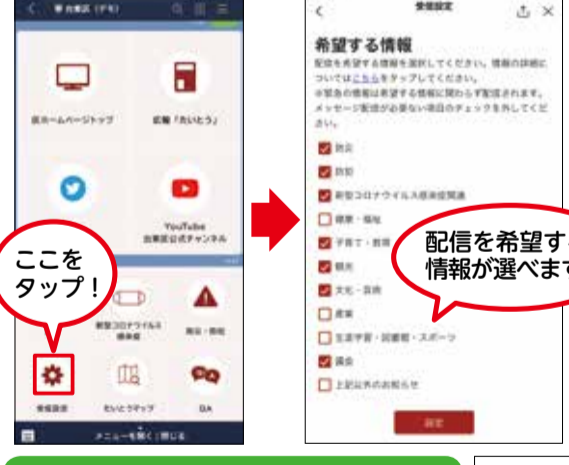 台東区(デモ)
区ホームページトップ
広報「たいとう」
YouTube
台東区公式チャンネル
ここを
タップ!
新型コロナウイルス
感染症
防災・防犯
受信設定
たいとうマップ
QA
メニューを開く/閉じる
受信設定
希望する情報
配信を希望する情報を選択してください。情報の詳細に
ついてはこちらをタップしてください。
※緊急の情報は希望する情報に関わらず配信されます。
メッセージ配信が必要ない項目のチェックを外してくだ
さい。
防災
防犯
新型コロナウイルス感染症関連
健康・福祉
子育て・教育
観光
文化・芸術
産業
生涯学習・図書館・スポーツ
議会
上記以外のお知らせ
配信を希望す
情報が選べます
設定